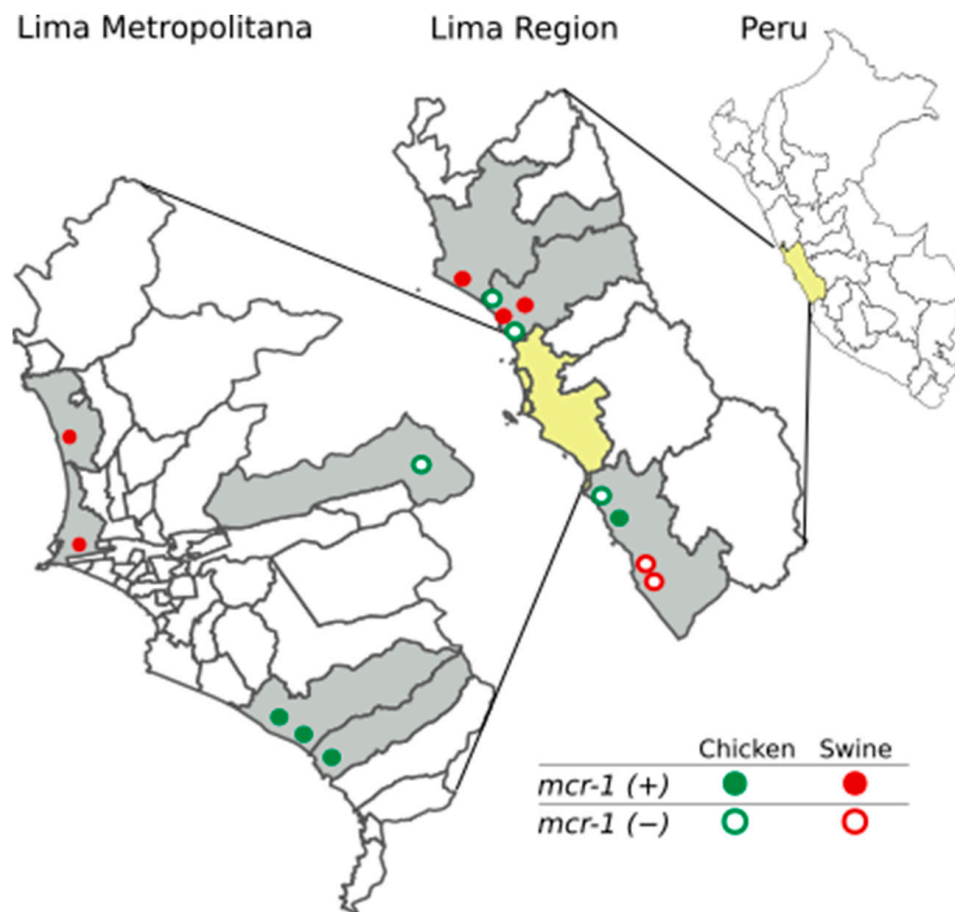 Lima Metropolitana Lima Region Peru
Chicken Swine
mcr-1 (+)
mcr-1 (−)